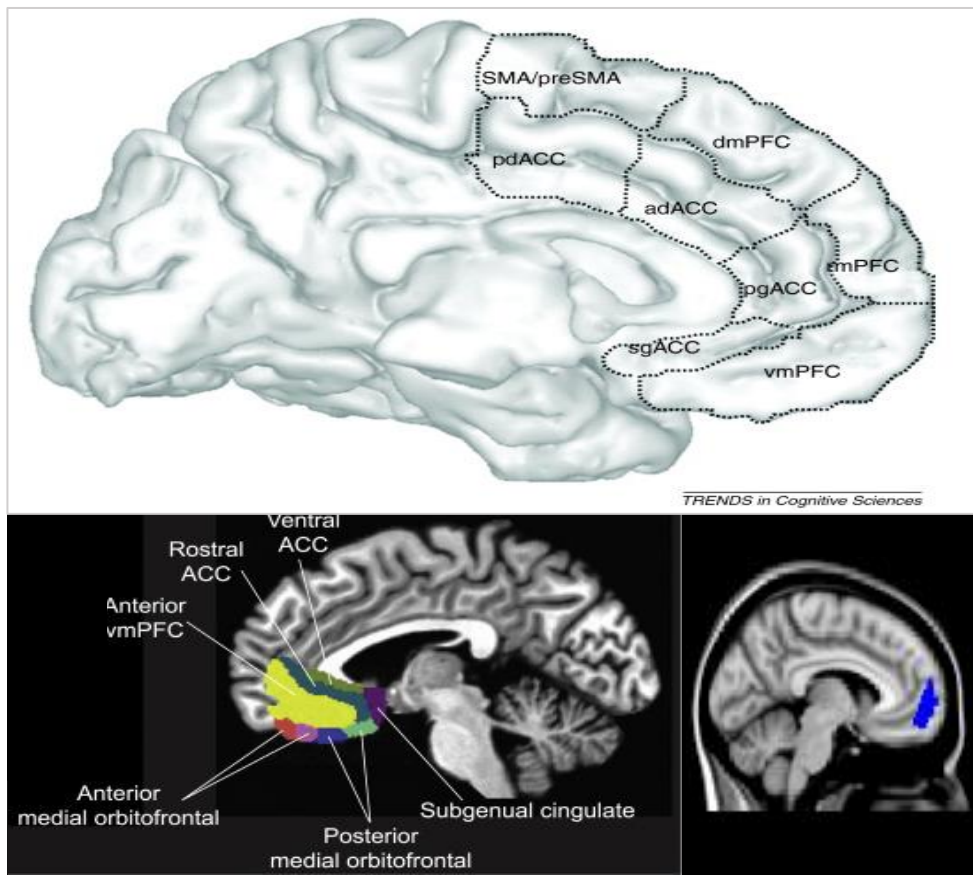 SMA/preSMA
dmPFC
pdACC
adACC
rmPFC
pgACC
sgACC
vmPFC
TRENDS in Cognitive Sciences
Ventral
ACC
Rostral
ACC
Anterior
vmPFC
Anterior
medial orbitofrontal
Subgenual cingulate
Posterior
medial orbitofrontal